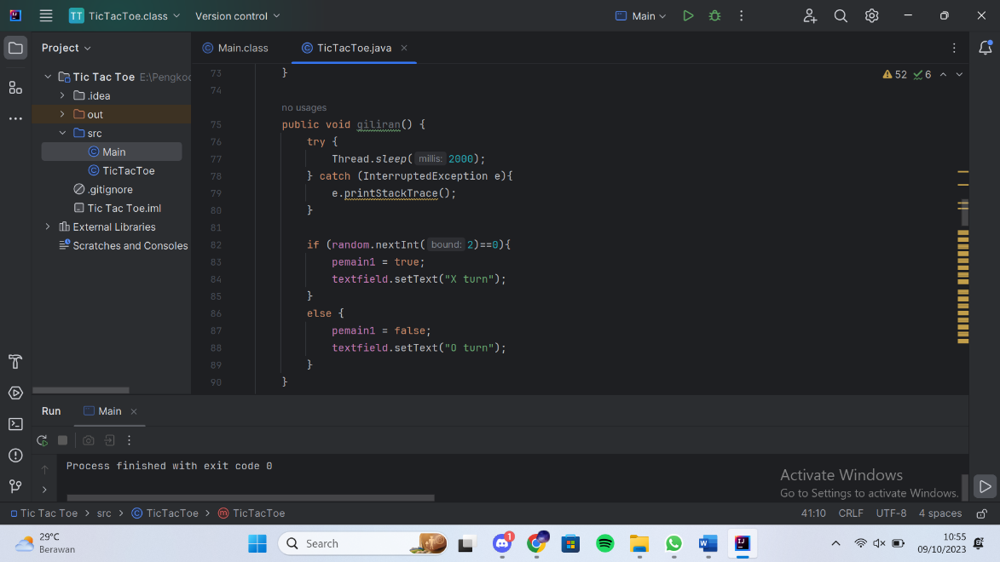 TT TicTacToe.class Version control Main
Project Main.class TicTacToe.java
Tic Tac Toe E:\Pengkoc
.idea
out
src
Main
TicTacToe
.gitignore
Tic Tac Toe.iml
External Libraries
Scratches and Consoles
52 6
73 }
74
no usages
75 public void giliran() {
76 try {
77 Thread.sleep( millis: 2000);
78 } catch (InterruptedException e){
79 e.printStackTrace();
80 }
81
82 if (random.nextInt( bound: 2)==0){
83 pemain1 = true;
84 textfield.setText("X turn");
85 }
86 else {
87 pemain1 = false;
88 textfield.setText("O turn");
89 }
90 }
Run Main
Process finished with exit code 0
Activate Windows
Go to Settings to activate Windows.
Tic Tac Toe > src > TicTacToe > TicTacToe 41:10 CRLF UTF-8 4 spaces
29°C
Berawan
Search
1
10:55
09/10/2023